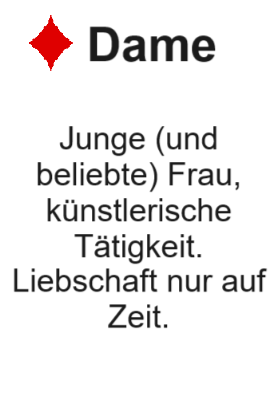 Dame
Junge (und
beliebte) Frau,
künstlerische
Tätigkeit.
Liebschaft nur auf
Zeit.